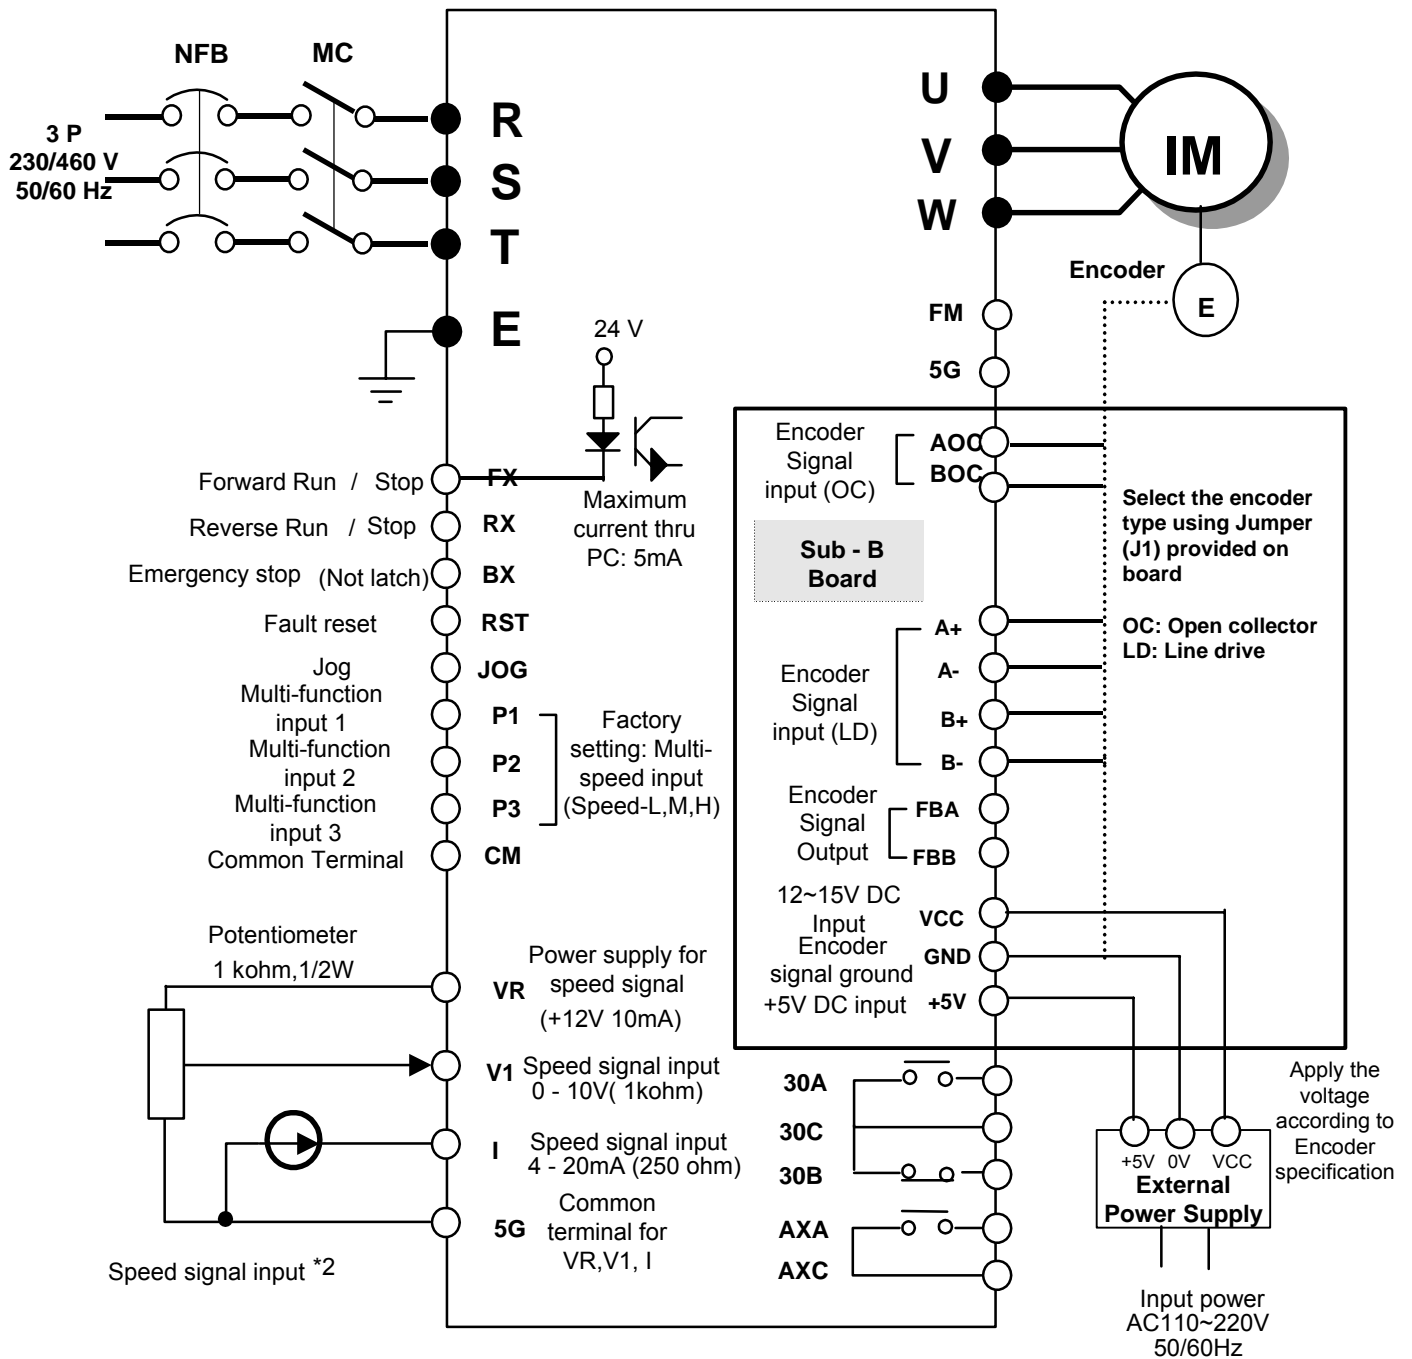 NFB
MC
3 P
230/460 V
50/60 Hz
R
S
T
E
U
V
W
IM
Encoder
E
FM
5G
24 V
Maximum
current thru
PC: 5mA
Forward Run / Stop
FX
Reverse Run / Stop
RX
Emergency stop (Not latch)
BX
Fault reset
RST
Jog
JOG
Multi-function
input 1
P1
Multi-function
input 2
P2
Multi-function
input 3
P3
Factory
setting: Multi-
speed input
(Speed-L,M,H)
Common Terminal
CM
Potentiometer
1 kohm,1/2W
VR
Power supply for
speed signal
(+12V 10mA)
V1
Speed signal input
0 - 10V( 1kohm)
I
Speed signal input
4 - 20mA (250 ohm)
5G
Common
terminal for
VR,V1, I
Speed signal input *2
Encoder
Signal
input (OC)
AOC
BOC
Sub - B
Board
Select the encoder
type using Jumper
(J1) provided on
board
OC: Open collector
LD: Line drive
Encoder
Signal
input (LD)
A+
A-
B+
B-
Encoder
Signal
Output
FBA
FBB
12~15V DC
Input
VCC
Encoder
signal ground
GND
+5V DC input
+5V
30A
30C
30B
AXA
AXC
Apply the
voltage
according to
Encoder
specification
+5V 0V VCC
External
Power Supply
Input power
AC110~220V
50/60Hz